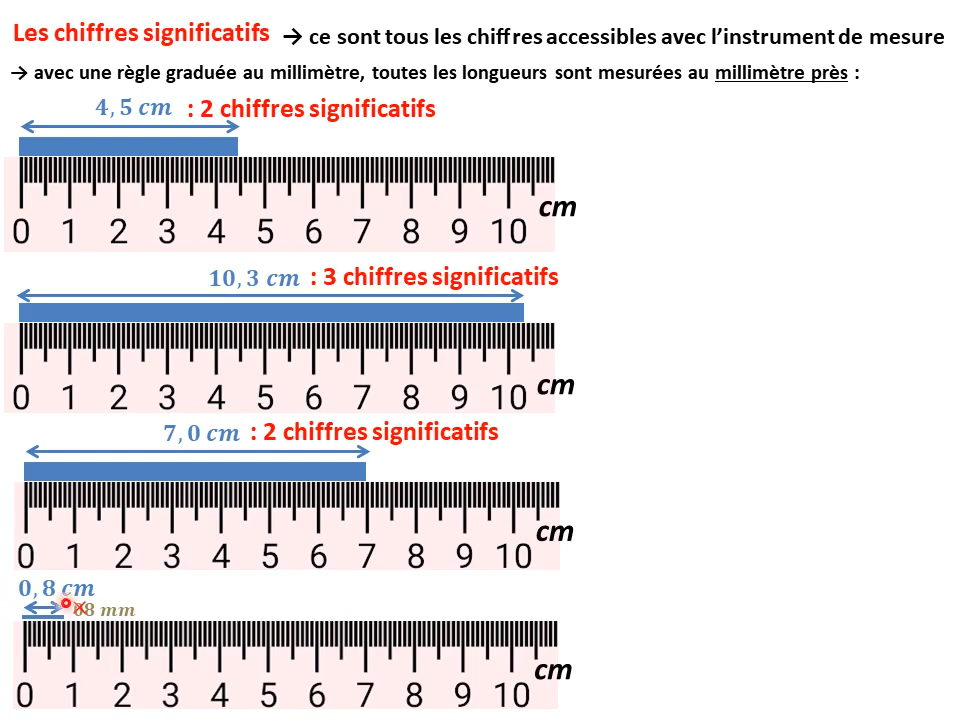 Les chiffres significatifs → ce sont tous les chiffres accessibles avec l'instrument de mesure
→ avec une règle graduée au millimètre, toutes les longueurs sont mesurées au millimètre près :
4,5 cm : 2 chiffres significatifs
cm
0 1 2 3 4 5 6 7 8 9 10
10,3 cm : 3 chiffres significatifs
cm
0 1 2 3 4 5 6 7 8 9 10
7,0 cm : 2 chiffres significatifs
cm
0 1 2 3 4 5 6 7 8 9 10
0,8 cm
08 mm
cm
0 1 2 3 4 5 6 7 8 9 10